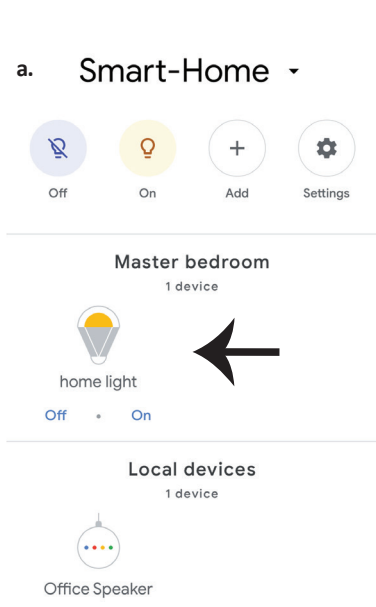 a. Smart-Home
Off On Add Settings
Master bedroom
1 device
home light
Off • On
Local devices
1 device
Office Speaker